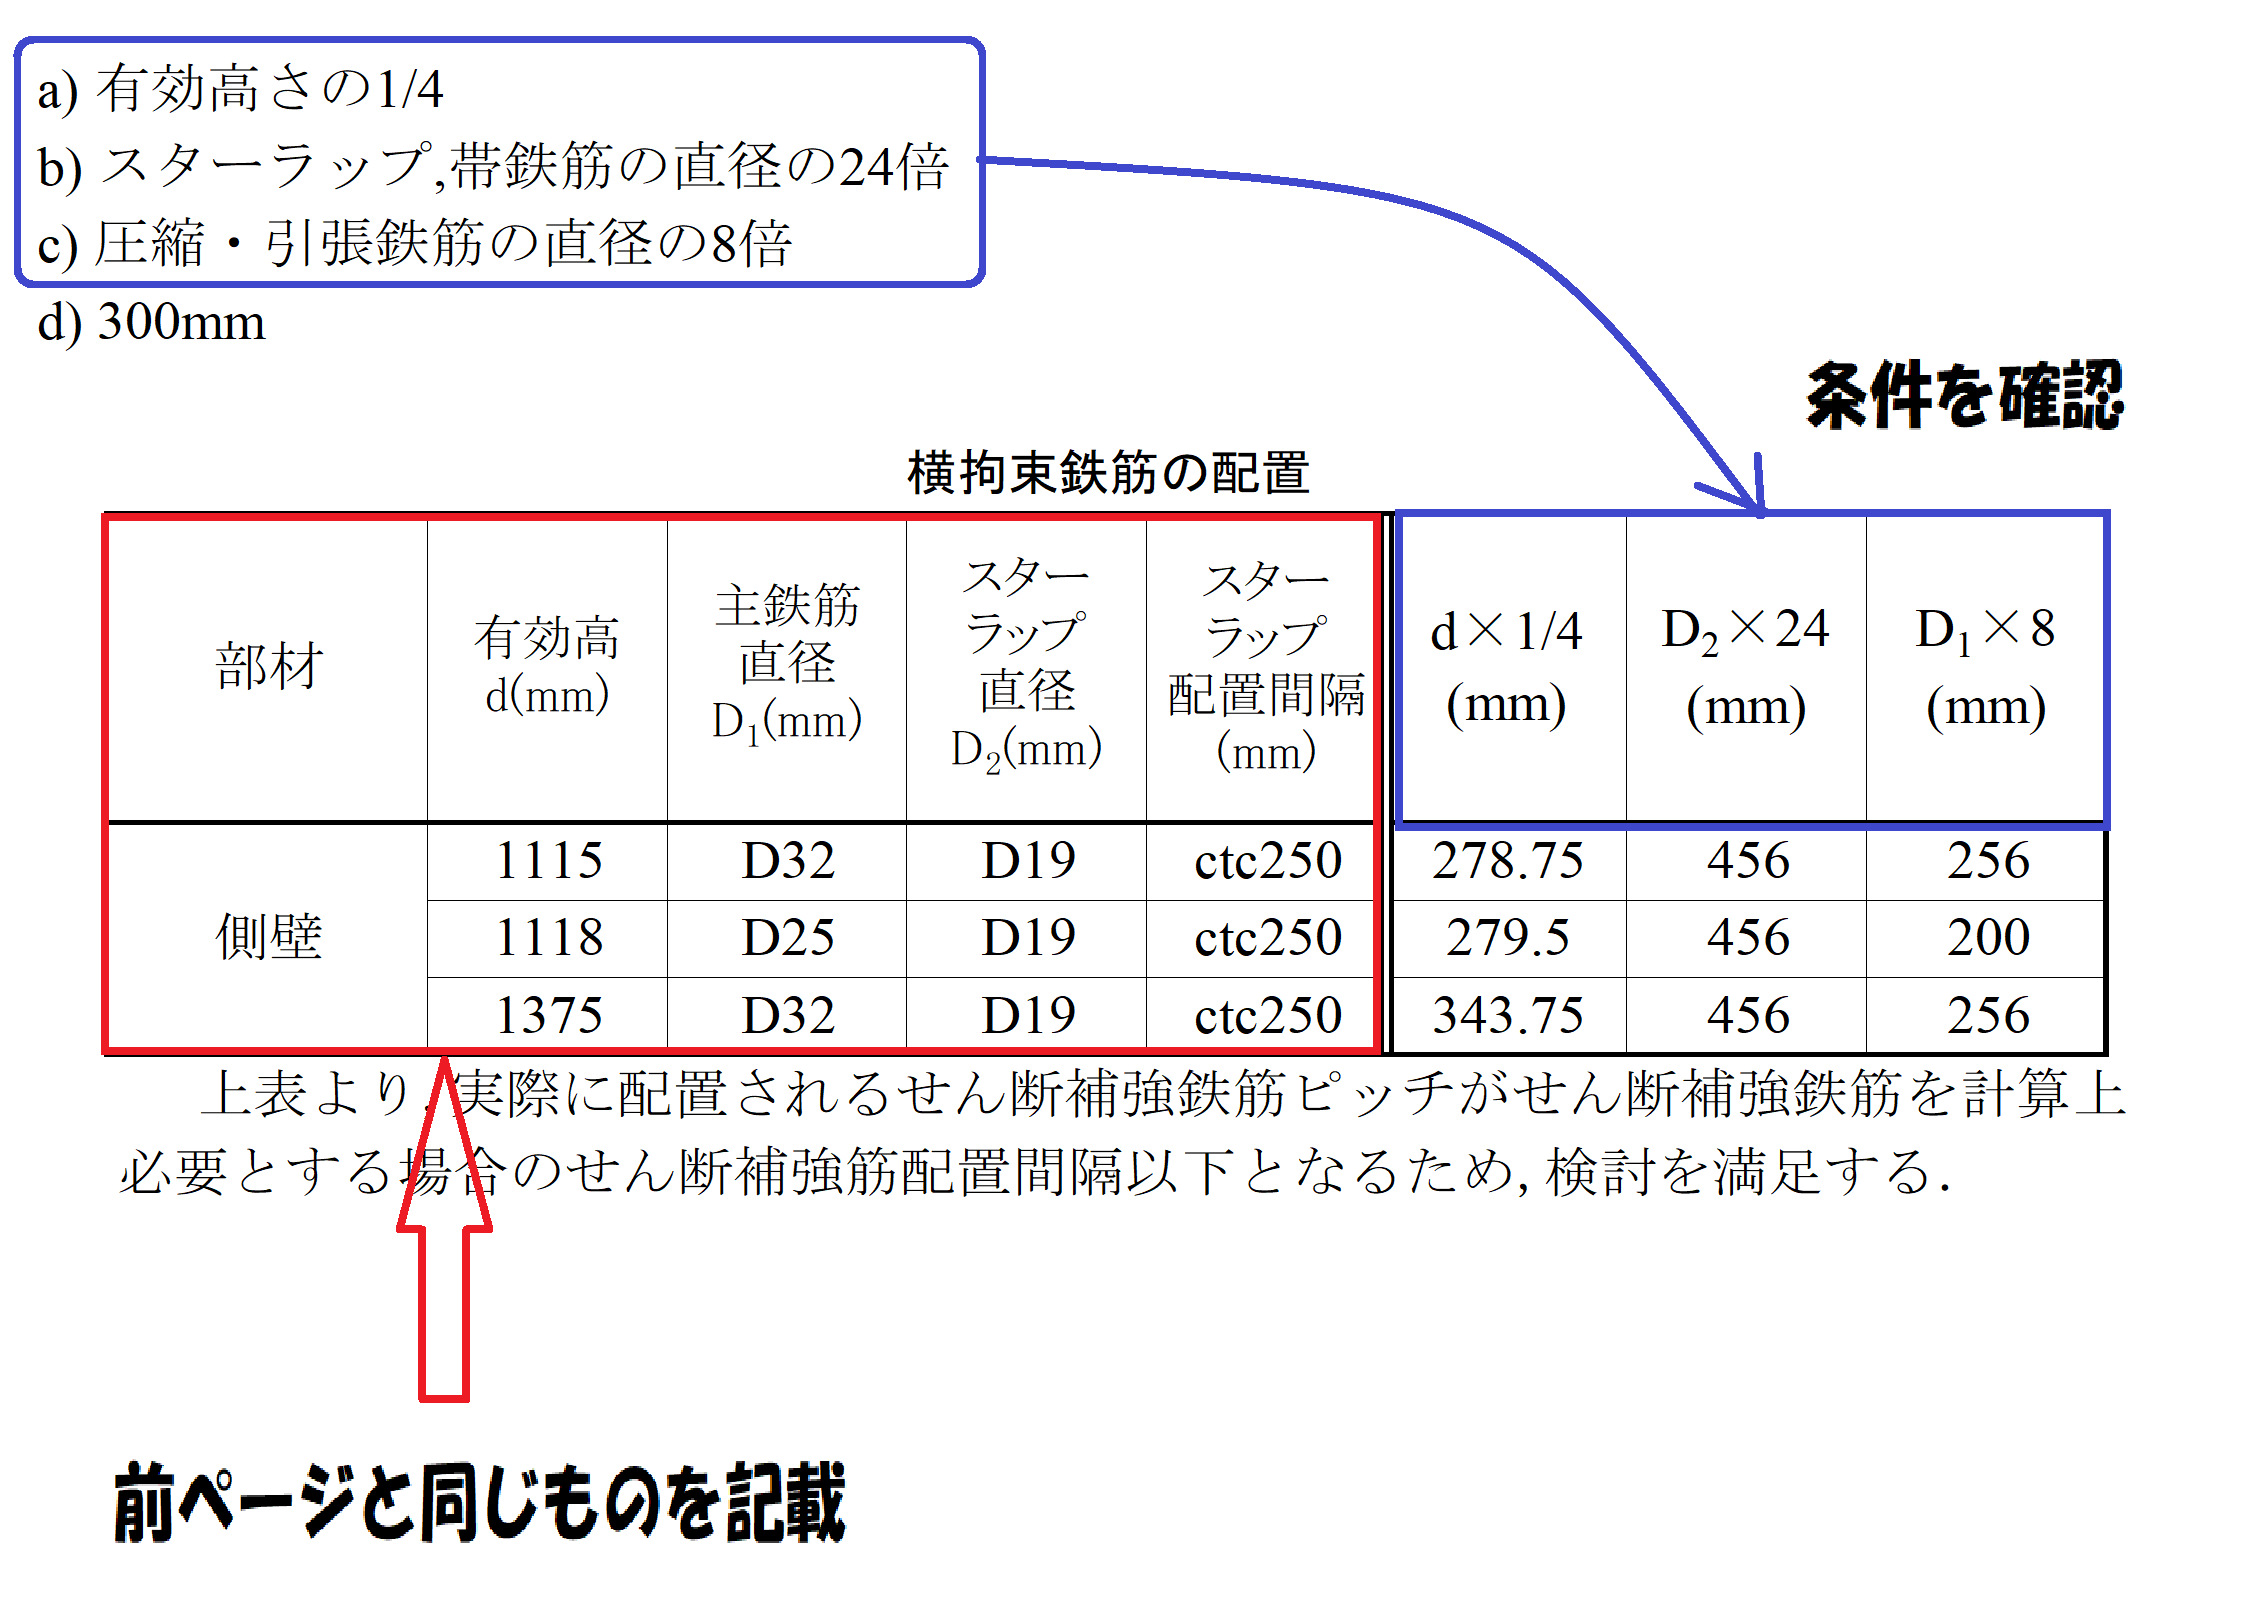 a) 有効高さの1/4
b) スターラップ,帯鉄筋の直径の24倍
c) 圧縮・引張鉄筋の直径の8倍
d) 300mm
条件を確認
横拘束鉄筋の配置
部材 有効高 d(mm) 主鉄筋 直径 D₁(mm) スターラップ 直径 D₂(mm) スターラップ 配置間隔 (mm) d×1/4 (mm) D₂×24 (mm) D₁×8 (mm)
側壁 1115 D32 D19 ctc250 278.75 456 256
1118 D25 D19 ctc250 279.5 456 200
1375 D32 D19 ctc250 343.75 456 256
上表より,実際に配置されるせん断補強鉄筋ピッチがせん断補強鉄筋を計算上
必要とする場合のせん断補強筋配置間隔以下となるため,検討を満足する.
前ページと同じものを記載